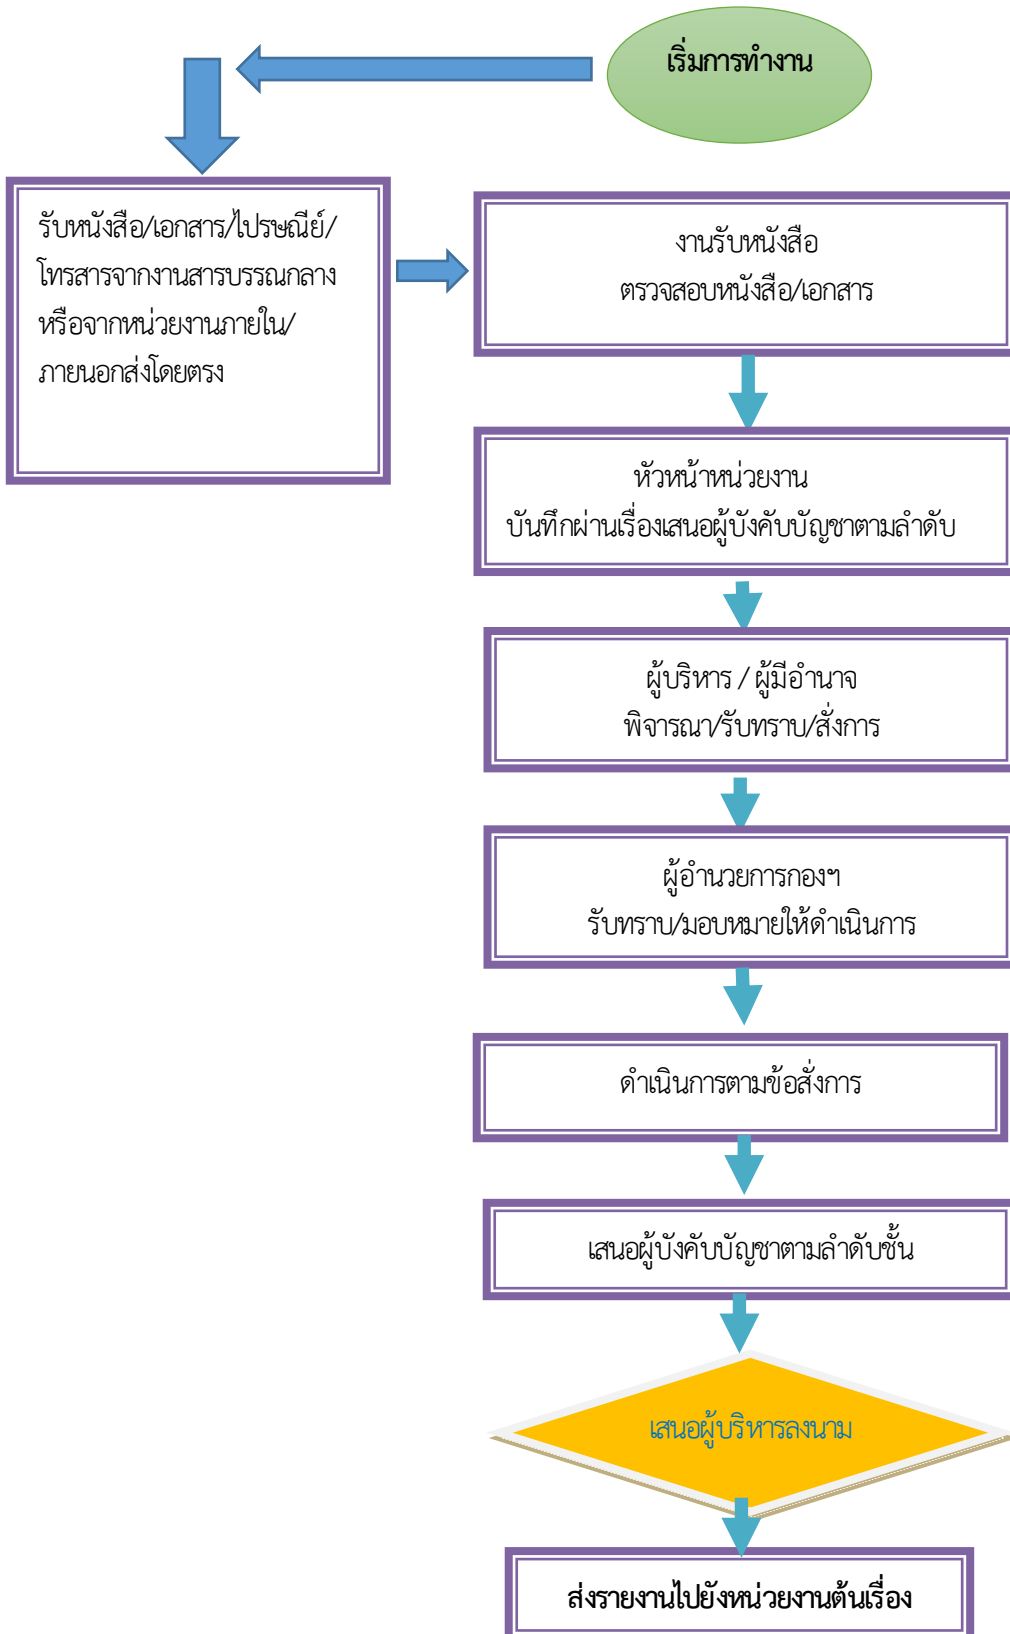 เริ่มการทำงาน
รับหนังสือ/เอกสาร/ไปรษณีย์/
โทรสารจากงานสารบรรณกลาง
หรือจากหน่วยงานภายใน/
ภายนอกส่งโดยตรง
งานรับหนังสือ
ตรวจสอบหนังสือ/เอกสาร
หัวหน้าหน่วยงาน
บันทึกผ่านเรื่องเสนอผู้บังคับบัญชาตามลำดับ
ผู้บริหาร / ผู้มีอำนาจ
พิจารณา/รับทราบ/สั่งการ
ผู้อำนวยการกองฯ
รับทราบ/มอบหมายให้ดำเนินการ
ดำเนินการตามข้อสั่งการ
เสนอผู้บังคับบัญชาตามลำดับชั้น
เสนอผู้บริหารลงนาม
ส่งรายงานไปยังหน่วยงานต้นเรื่อง